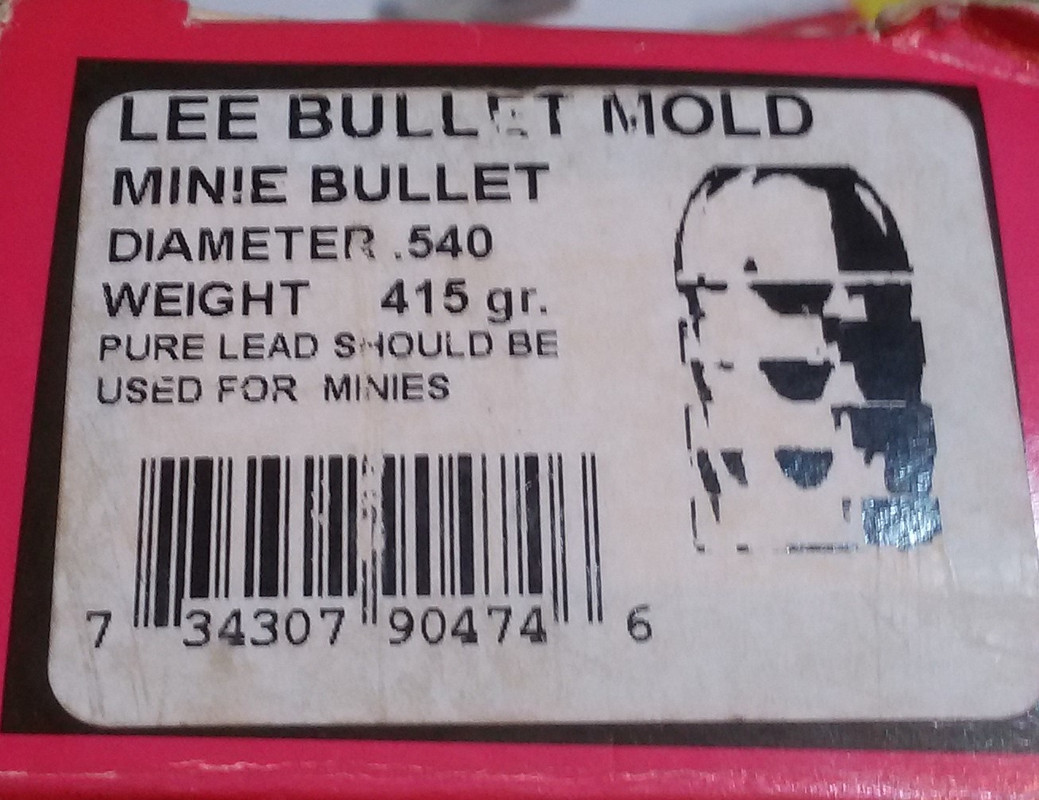 LEE BULLET MOLD
MINIE BULLET
DIAMETER .540
WEIGHT 415 gr.
PURE LEAD SHOULD BE
USED FOR MINIES
7 34307 90474 6